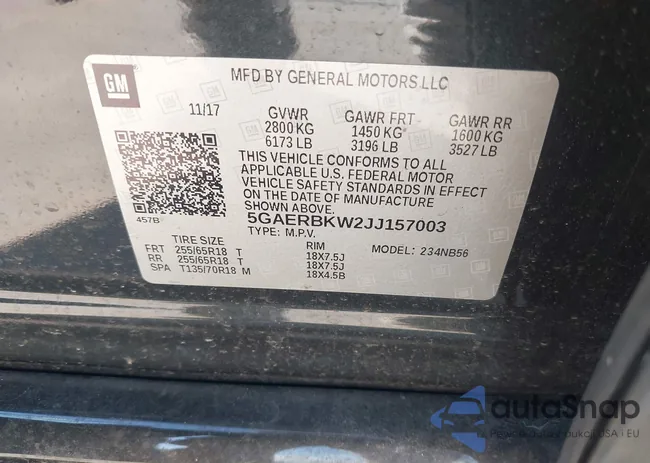 GM
MFD BY GENERAL MOTORS LLC
11/17 GVWR GAWR FRT GAWR RR
2800 KG 1450 KG 1600 KG
6173 LB 3196 LB 3527 LB
THIS VEHICLE CONFORMS TO ALL
APPLICABLE U.S. FEDERAL MOTOR
VEHICLE SAFETY STANDARDS IN EFFECT
ON THE DATE OF MANUFACTURE
SHOWN ABOVE.
457B
5GAERBKW2JJ157003
TYPE: M.P.V.
TIRE SIZE RIM MODEL: 234NB56
FRT 255/65R18 T 18X7.5J
RR 255/65R18 T 18X7.5J
SPA T135/70R18 M 18X4.5B
autoSnap
USA - EU